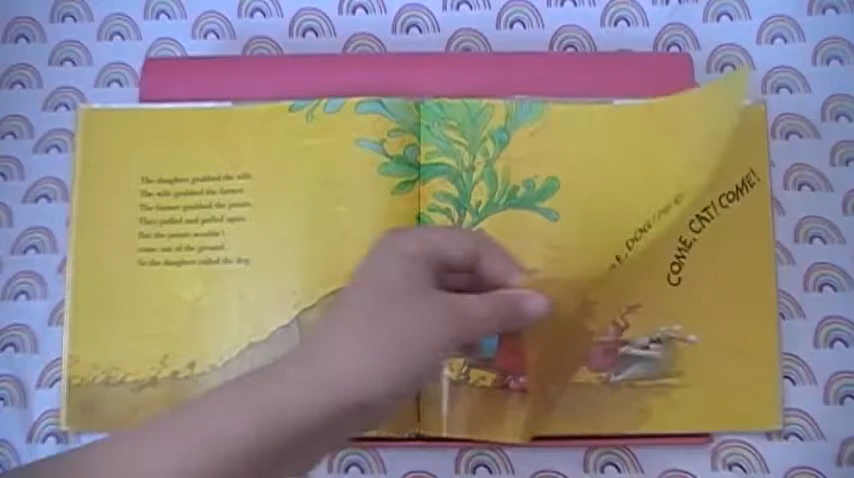 The daughter grabbed the wife.
The wife grabbed the farmer.
The farmer grabbed the potato.
They pulled and pulled again.
But the potato wouldn't
come out of the ground.
So the daughter called the dog.
DOG!
COME, CAT! COME!